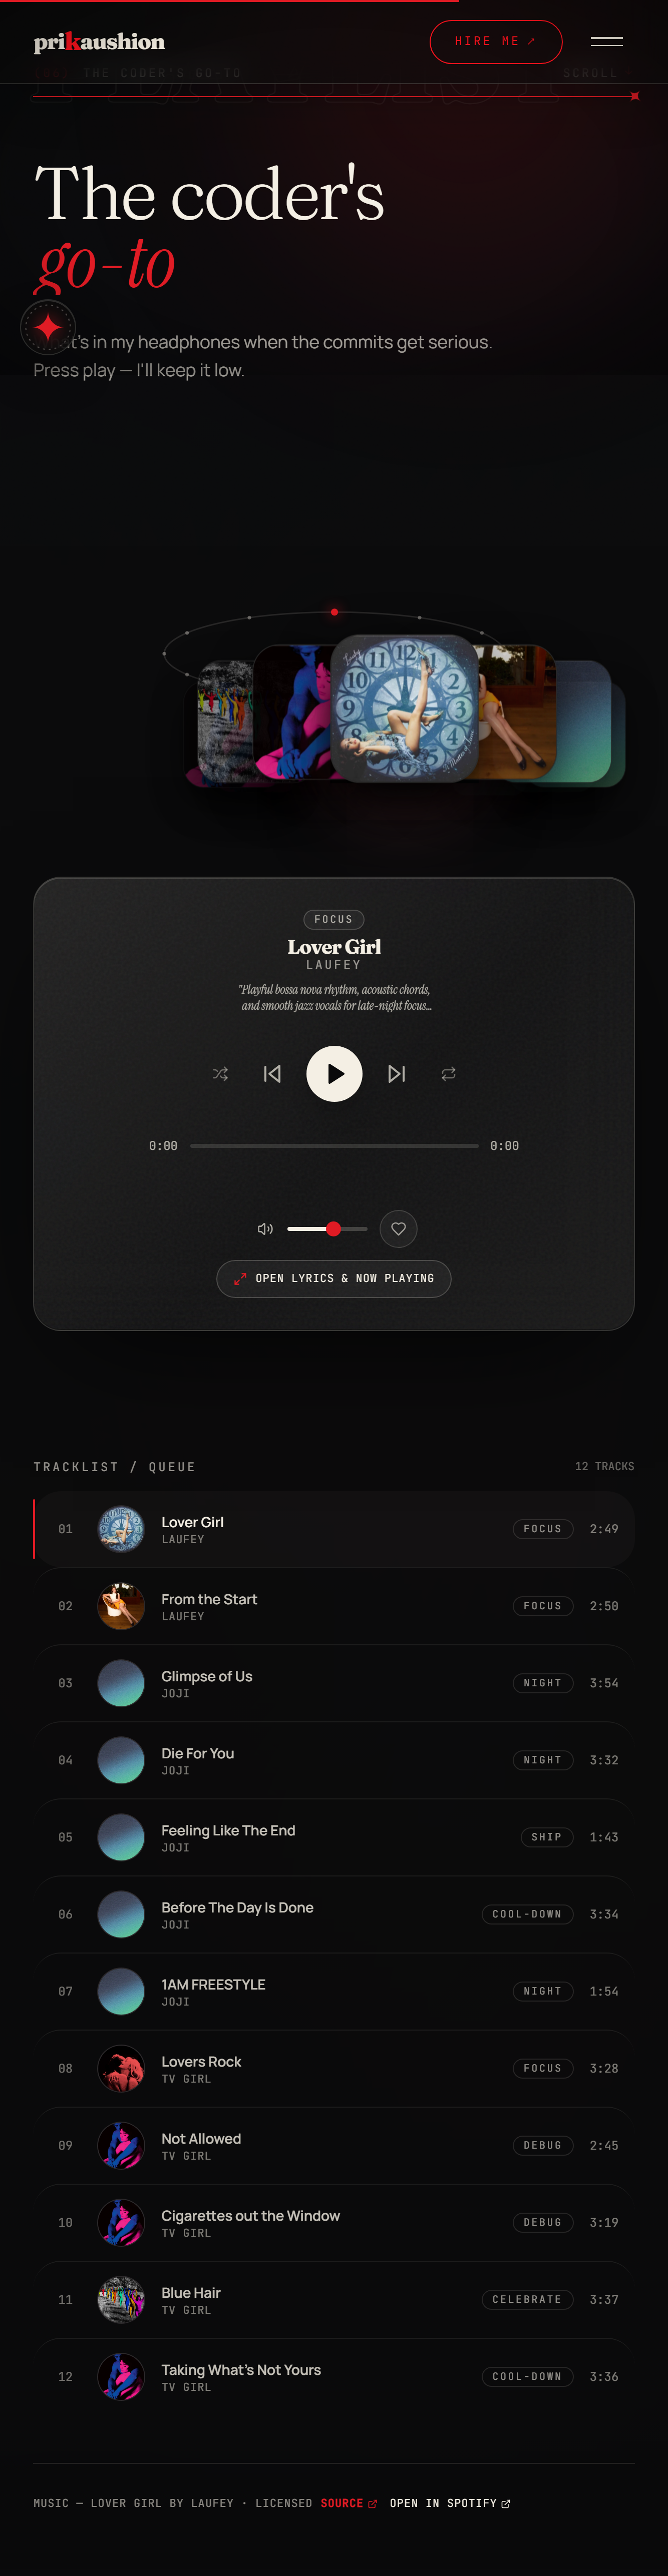 prikaushion
HIRE ME ↗
THE CODER'S GO-TO
SCROLL
The coder's
go-to
t's in my headphones when the commits get serious.
Press play — I'll keep it low.
FOCUS
Lover Girl
LAUFEY
"Playful bossa nova rhythm, acoustic chords,
and smooth jazz vocals for late-night focus...
0:00
0:00
OPEN LYRICS & NOW PLAYING
TRACKLIST / QUEUE
12 TRACKS
01 Lover Girl FOCUS 2:49
LAUFEY
02 From the Start FOCUS 2:50
LAUFEY
03 Glimpse of Us NIGHT 3:54
JOJI
04 Die For You NIGHT 3:32
JOJI
05 Feeling Like The End SHIP 1:43
JOJI
06 Before The Day Is Done COOL-DOWN 3:34
JOJI
07 1AM FREESTYLE NIGHT 1:54
JOJI
08 Lovers Rock FOCUS 3:28
TV GIRL
09 Not Allowed DEBUG 2:45
TV GIRL
10 Cigarettes out the Window DEBUG 3:19
TV GIRL
11 Blue Hair CELEBRATE 3:37
TV GIRL
12 Taking What's Not Yours COOL-DOWN 3:36
TV GIRL
MUSIC — LOVER GIRL BY LAUFEY · LICENSED SOURCE OPEN IN SPOTIFY